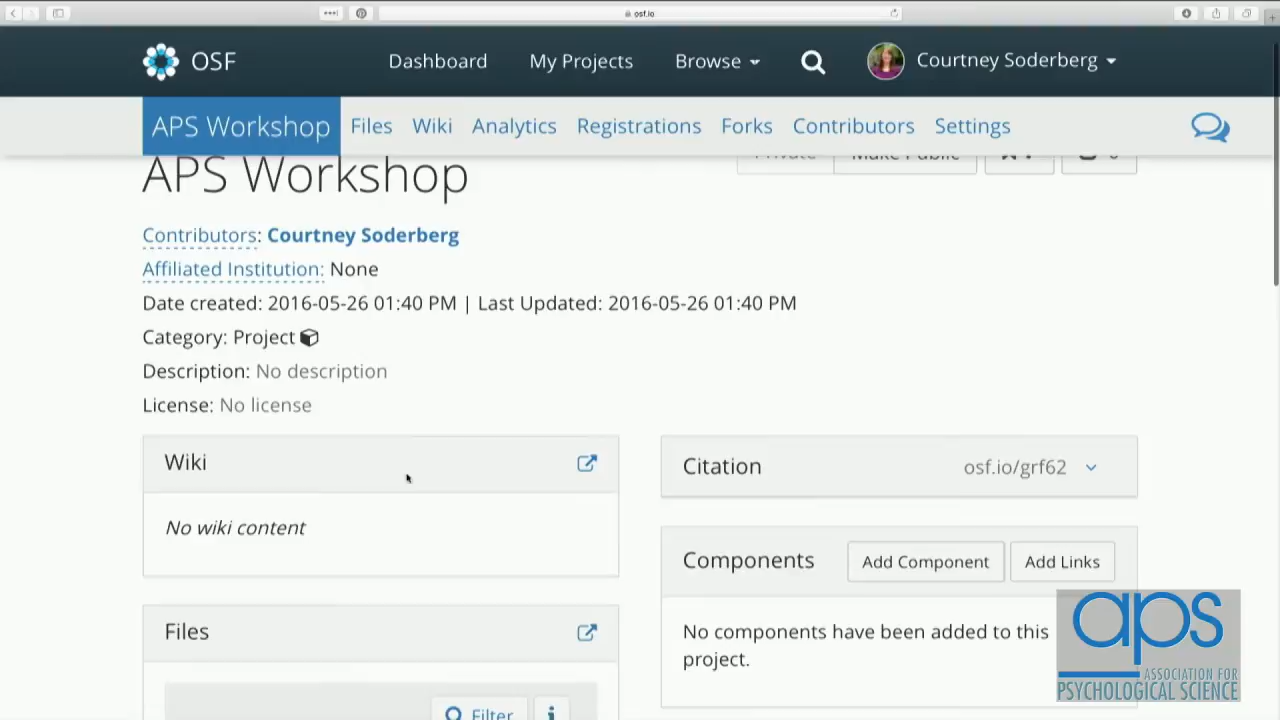 osf.io
OSF Dashboard My Projects Browse Courtney Soderberg
APS Workshop Files Wiki Analytics Registrations Forks Contributors Settings
APS Workshop
Private Make Public
Contributors: Courtney Soderberg
Affiliated Institution: None
Date created: 2016-05-26 01:40 PM | Last Updated: 2016-05-26 01:40 PM
Category: Project
Description: No description
License: No license
Wiki
No wiki content
Files
Filter
Citation osf.io/grf62
Components Add Component Add Links
No components have been added to this
project.
aps
ASSOCIATION FOR
PSYCHOLOGICAL SCIENCE